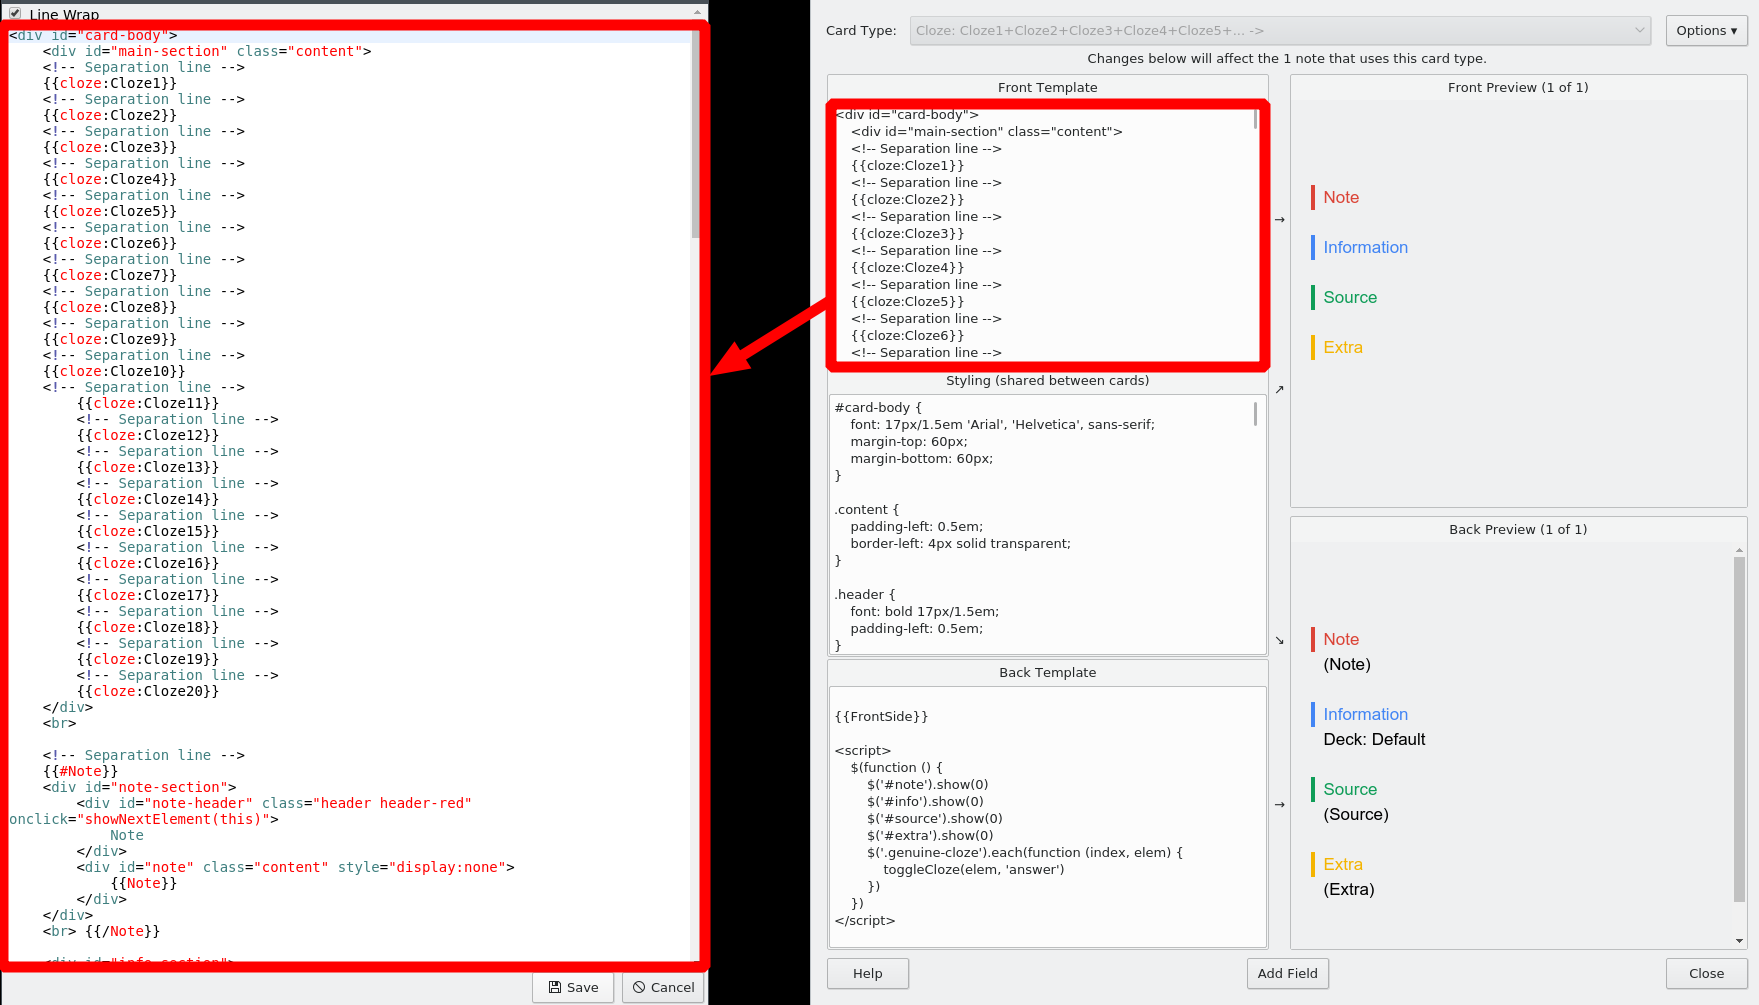 Line Wrap
<div id="card-body">
<div id="main-section" class="content">
<!-- Separation line -->
{{cloze:Cloze1}}
<!-- Separation line -->
{{cloze:Cloze2}}
<!-- Separation line -->
{{cloze:Cloze3}}
<!-- Separation line -->
{{cloze:Cloze4}}
<!-- Separation line -->
{{cloze:Cloze5}}
<!-- Separation line -->
{{cloze:Cloze6}}
<!-- Separation line -->
{{cloze:Cloze7}}
<!-- Separation line -->
{{cloze:Cloze8}}
<!-- Separation line -->
{{cloze:Cloze9}}
<!-- Separation line -->
{{cloze:Cloze10}}
<!-- Separation line -->
{{cloze:Cloze11}}
<!-- Separation line -->
{{cloze:Cloze12}}
<!-- Separation line -->
{{cloze:Cloze13}}
<!-- Separation line -->
{{cloze:Cloze14}}
<!-- Separation line -->
{{cloze:Cloze15}}
<!-- Separation line -->
{{cloze:Cloze16}}
<!-- Separation line -->
{{cloze:Cloze17}}
<!-- Separation line -->
{{cloze:Cloze18}}
<!-- Separation line -->
{{cloze:Cloze19}}
<!-- Separation line -->
{{cloze:Cloze20}}
</div>
<br>
<!-- Separation line -->
{{#Note}}
<div id="note-section">
<div id="note-header" class="header header-red"
onclick="showNextElement(this)">
Note
</div>
<div id="note" class="content" style="display:none">
{{Note}}
</div>
</div>
<br> {{/Note}}
<div id="info-section">
Save
Cancel
Card Type:
Cloze: Cloze1+Cloze2+Cloze3+Cloze4+Cloze5+... ->
Options ▾
Changes below will affect the 1 note that uses this card type.
Front Template
<div id="card-body">
<div id="main-section" class="content">
<!-- Separation line -->
{{cloze:Cloze1}}
<!-- Separation line -->
{{cloze:Cloze2}}
<!-- Separation line -->
{{cloze:Cloze3}}
<!-- Separation line -->
{{cloze:Cloze4}}
<!-- Separation line -->
{{cloze:Cloze5}}
<!-- Separation line -->
{{cloze:Cloze6}}
<!-- Separation line -->
Styling (shared between cards)
#card-body {
font: 17px/1.5em 'Arial', 'Helvetica', sans-serif;
margin-top: 60px;
margin-bottom: 60px;
}
.content {
padding-left: 0.5em;
border-left: 4px solid transparent;
}
.header {
font: bold 17px/1.5em;
padding-left: 0.5em;
}
Back Template
{{FrontSide}}
<script>
$(function () {
$('#note').show(0)
$('#info').show(0)
$('#source').show(0)
$('#extra').show(0)
$('.genuine-cloze').each(function (index, elem) {
toggleCloze(elem, 'answer')
})
})
</script>
→
↗
↘
→
Front Preview (1 of 1)
Note
Information
Source
Extra
Back Preview (1 of 1)
Note
(Note)
Information
Deck: Default
Source
(Source)
Extra
(Extra)
Help
Add Field
Close